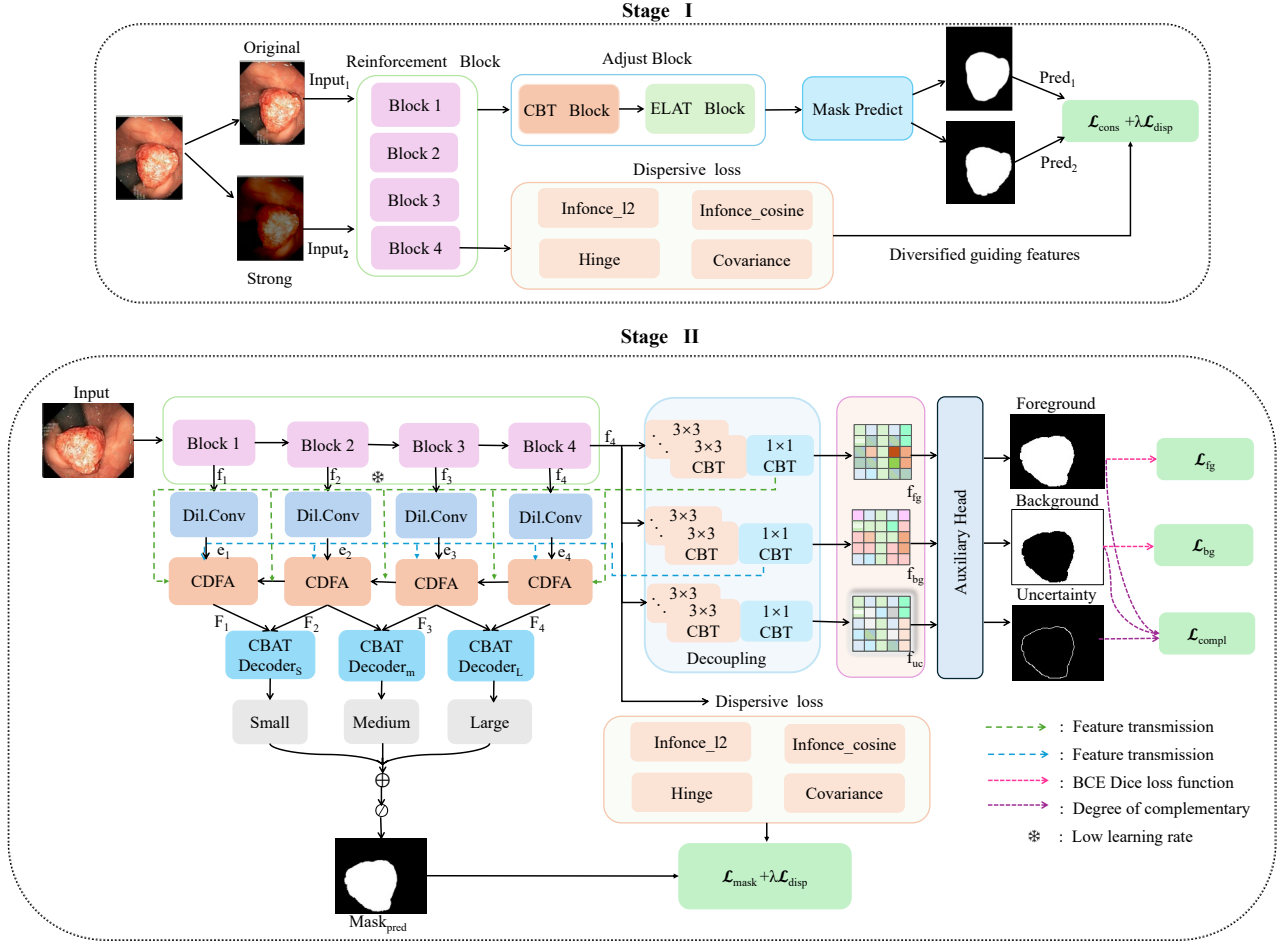 Stage I
Original
Reinforcement Block
Adjust Block
Input₁
Block 1
CBT Block
ELAT Block
Mask Predict
Pred₁
𝓛cons +λ𝓛disp
Block 2
Pred₂
Dispersive loss
Block 3
Infonce_l2
Infonce_cosine
Input₂
Block 4
Hinge
Covariance
Diversified guiding features
Strong
Stage II
Input
Foreground
Block 1
Block 2
Block 3
Block 4
f₄
3×3
3×3
CBT
1×1
CBT
f_fg
𝓛fg
f₁
f₂
f₃
f₄
Dil.Conv
Dil.Conv
Dil.Conv
Dil.Conv
Background
3×3
3×3
CBT
1×1
CBT
f_bg
Auxiliary Head
𝓛bg
e₁
e₂
e₃
e₄
CDFA
CDFA
CDFA
CDFA
Uncertainty
3×3
3×3
CBT
1×1
CBT
f_uc
𝓛compl
F₁
F₂
F₃
F₄
CBAT
Decoder_S
CBAT
Decoder_m
CBAT
Decoder_L
Decoupling
Dispersive loss
Small
Medium
Large
: Feature transmission
Infonce_l2
Infonce_cosine
: Feature transmission
: BCE Dice loss function
Hinge
Covariance
: Degree of complementary
: Low learning rate
𝓛mask +λ𝓛disp
Mask_pred